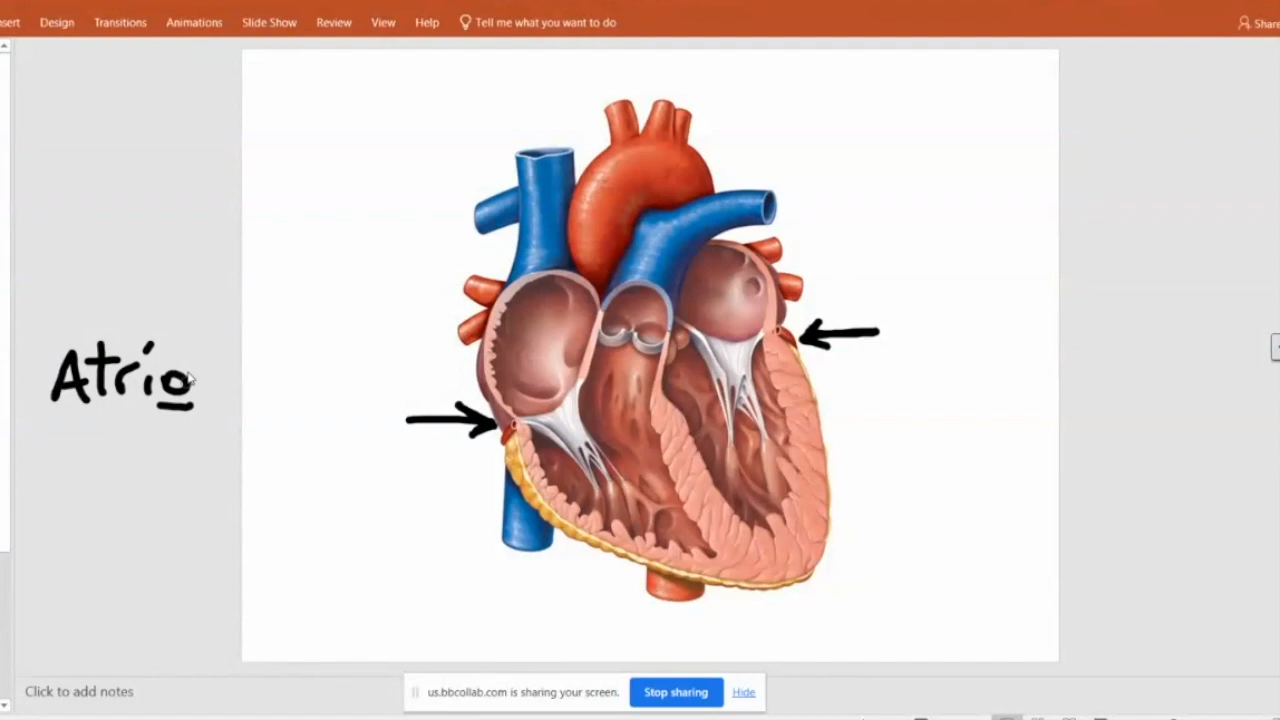 Design Transitions Animations Slide Show Review View Help Tell me what you want to do
Atrio
Click to add notes
us.bbcollab.com is sharing your screen. Stop sharing Hide